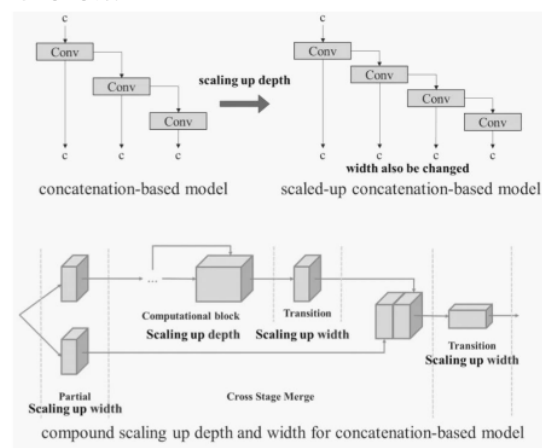 c
c
Conv
Conv
Conv
Conv
scaling up depth
Conv
Conv
Conv
c
c
c
c
c
c
c
width also be changed
concatenation-based model
scaled-up concatenation-based model
...
Computational block
Transition
Scaling up depth
Scaling up width
Transition
Scaling up width
Partial
Cross Stage Merge
Scaling up width
compound scaling up depth and width for concatenation-based model